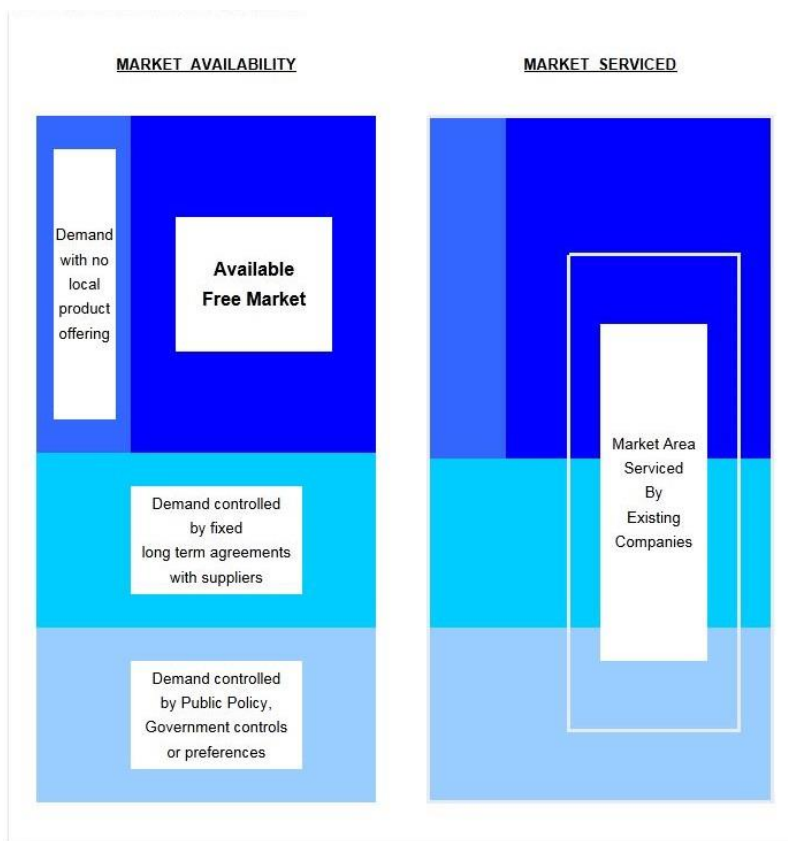 MARKET AVAILABILITY
MARKET SERVICED
Demand
with no
local
product
offering
Available
Free Market
Demand controlled
by fixed
long term agreements
with suppliers
Demand controlled
by Public Policy,
Government controls
or preferences
Market Area
Serviced
By
Existing
Companies